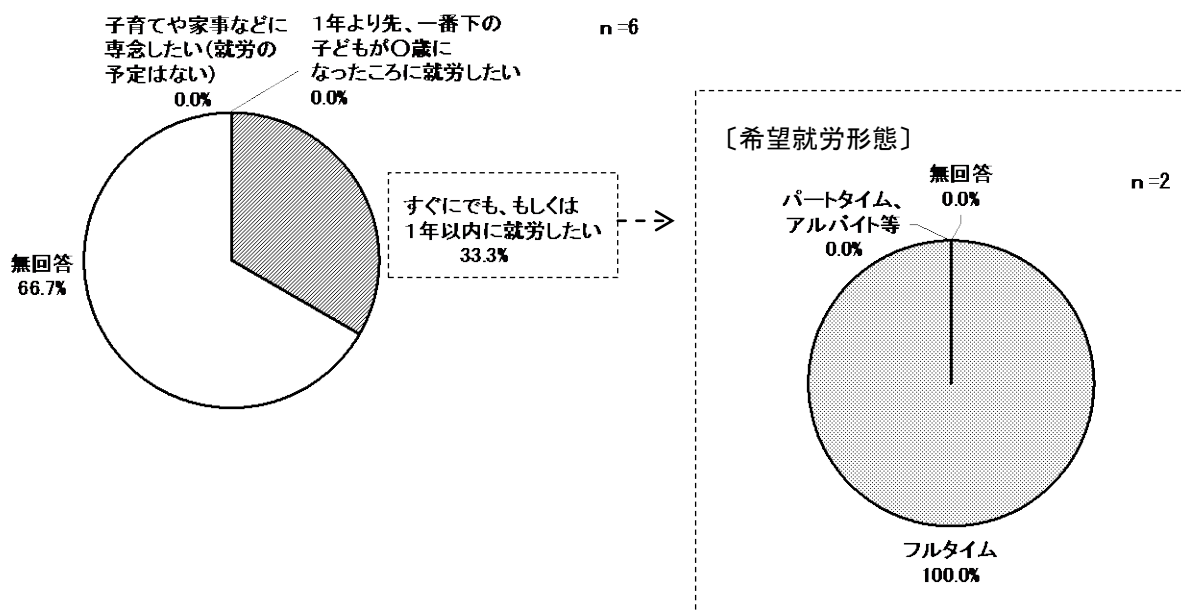 子育てや家事などに
専念したい(就労の
予定はない)
0.0%
1年より先、一番下の
子どもが〇歳に
なったころに就労したい
0.0%
n=6
すぐにでも、もしくは
1年以内に就労したい
33.3%
無回答
66.7%
〔希望就労形態〕
n=2
パートタイム、
アルバイト等
0.0%
無回答
0.0%
フルタイム
100.0%